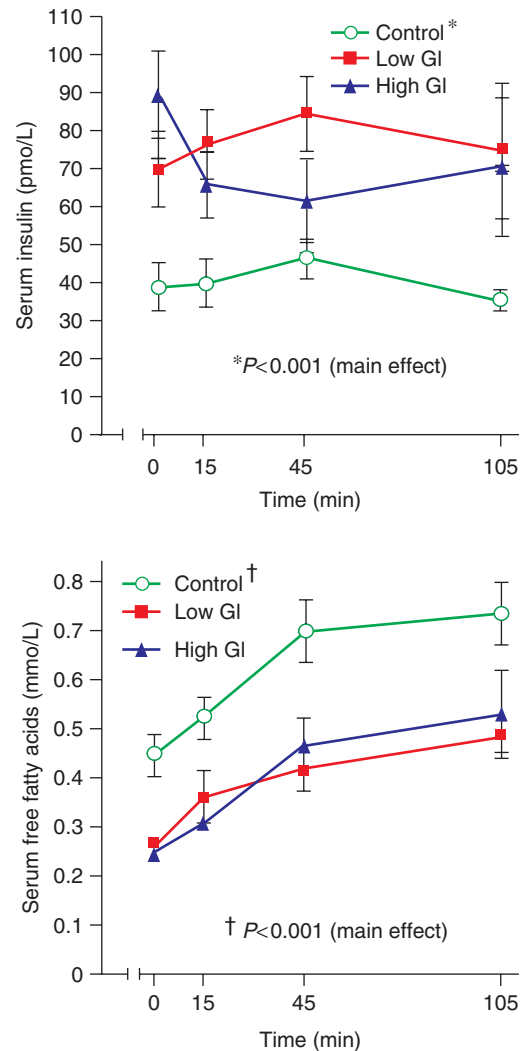 110
100
90
80
70
60
50
40
30
20
10
0
Serum insulin (pmo/L)
Control*
Low GI
High GI
*P<0.001 (main effect)
0 15 45 105
Time (min)
0.8
0.7
0.6
0.5
0.4
0.3
0.2
0.1
0
Serum free fatty acids (mmo/L)
Control†
Low GI
High GI
† P<0.001 (main effect)
0 15 45 105
Time (min)